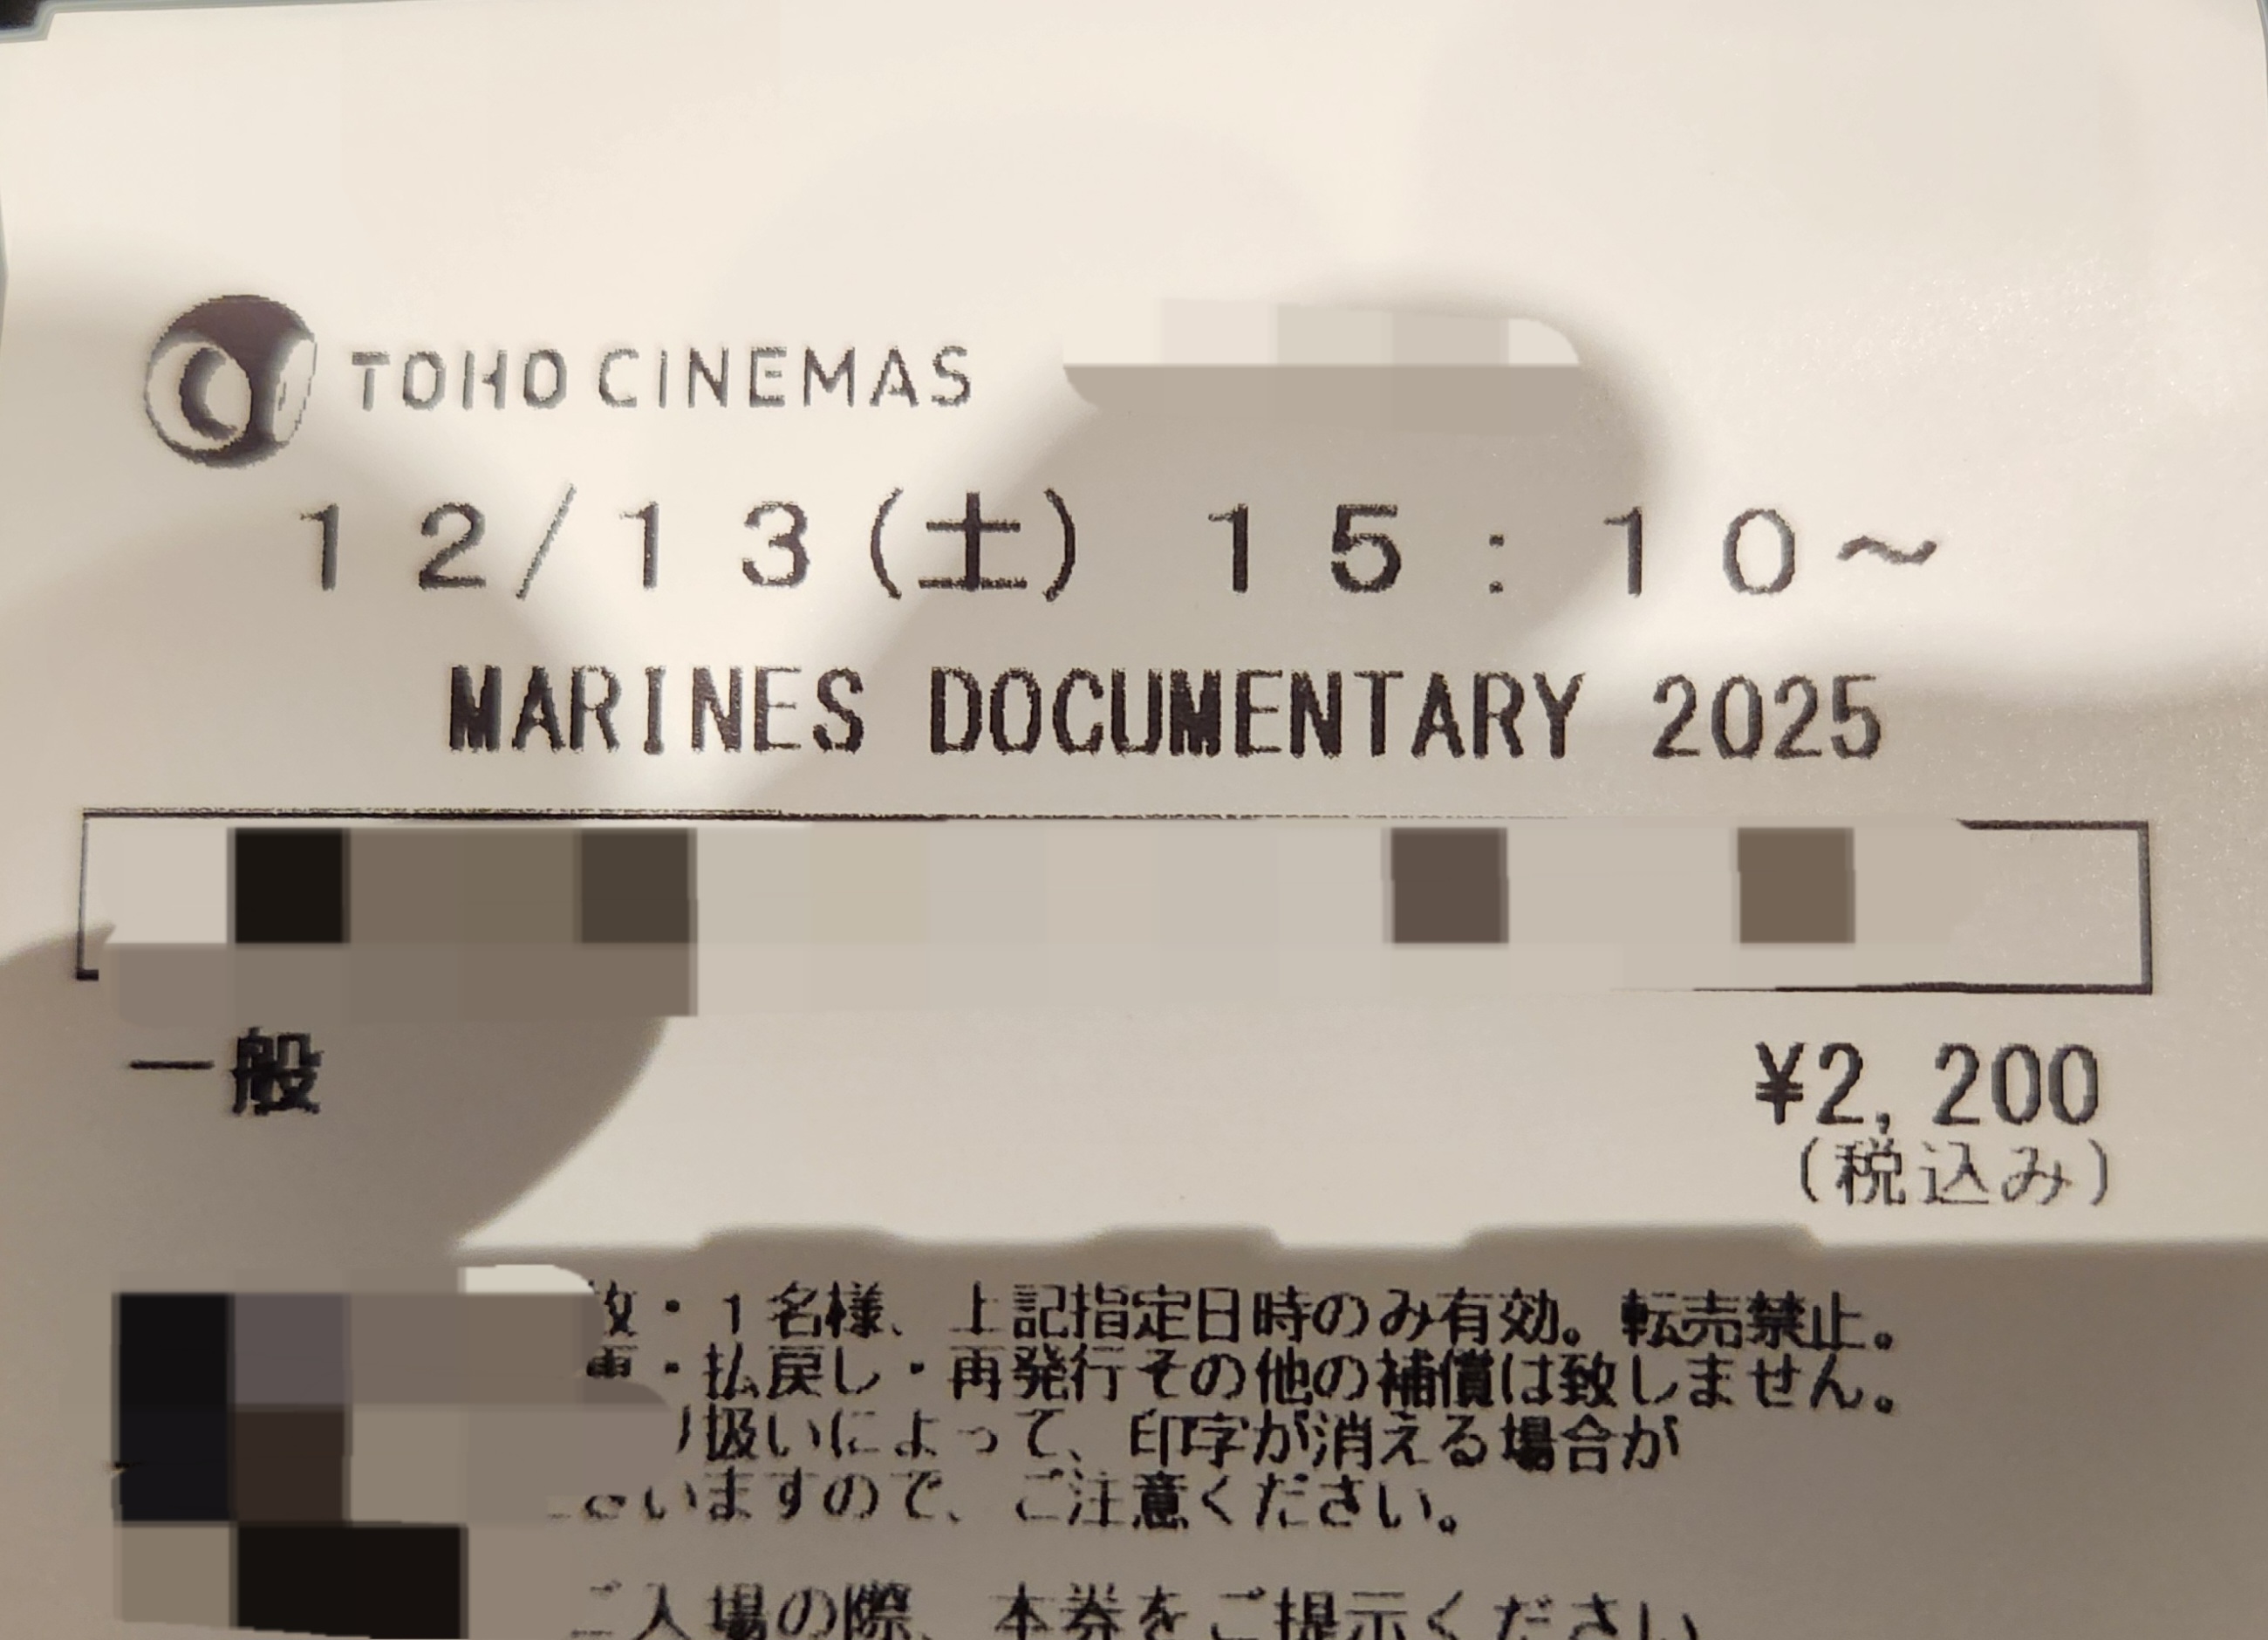 TOHO CINEMAS
12/13(土) 15:10~
MARINES DOCUMENTARY 2025
一般
¥2,200
(税込み)
・1名様、上記指定日時のみ有効。転売禁止。
・払戻し・再発行その他の補償は致しません。
扱いによって、印字が消える場合が
いますので、ご注意ください。
ご入場の際、本券をご提示ください